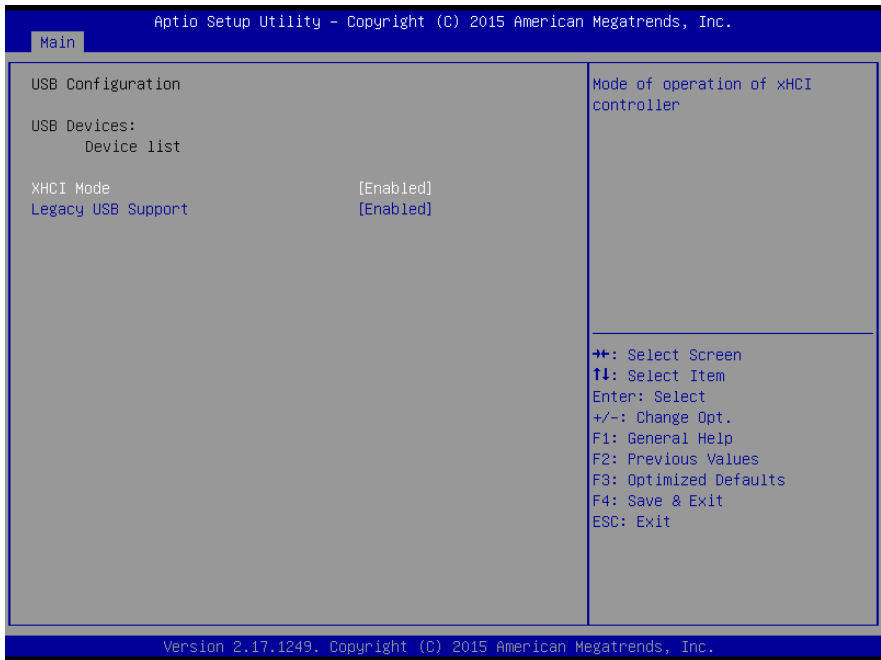 Aptio Setup Utility – Copyright (C) 2015 American Megatrends, Inc.
Main
USB Configuration
USB Devices:
Device list
XHCI Mode [Enabled]
Legacy USB Support [Enabled]
Mode of operation of xHCI
controller
→←: Select Screen
↑↓: Select Item
Enter: Select
+/-: Change Opt.
F1: General Help
F2: Previous Values
F3: Optimized Defaults
F4: Save & Exit
ESC: Exit
Version 2.17.1249. Copyright (C) 2015 American Megatrends, Inc.